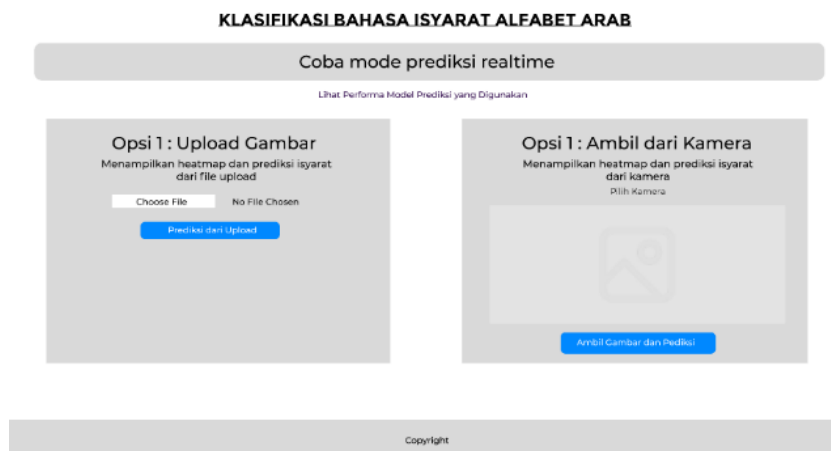 KLASIFIKASI BAHASA ISYARAT ALFABET ARAB
Coba mode prediksi realtime
Lihat Performa Model Prediksi yang Digunakan
Opsi 1 : Upload Gambar
Menampilkan heatmap dan prediksi isyarat
dari file upload
Choose File No File Chosen
Prediksi dari Upload
Opsi 1 : Ambil dari Kamera
Menampilkan heatmap dan prediksi isyarat
dari kamera
Pilih Kamera
Ambil Gambar dan Pediksi
Copyright